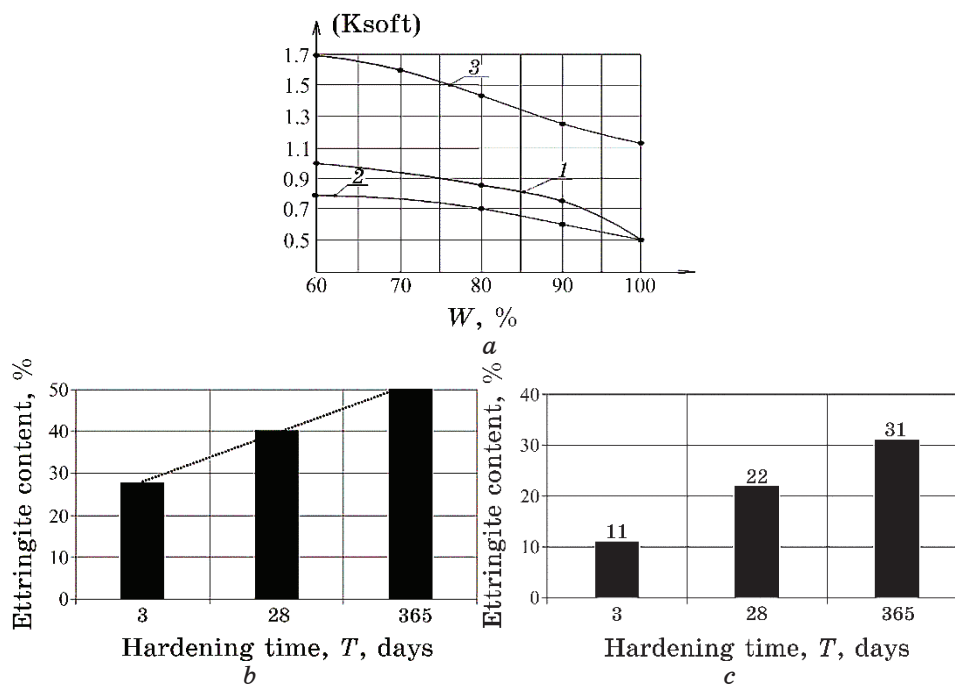 (Ksoft)
1.7
1.5
1.3
1.1
0.9
0.7
0.5
3
1
2
60 70 80 90 100
W, %
a
Ettringite content, %
50
40
30
20
10
0
3 28 365
Hardening time, T, days
b
Ettringite content, %
40
30
20
10
0
11
22
31
3 28 365
Hardening time, T, days
c